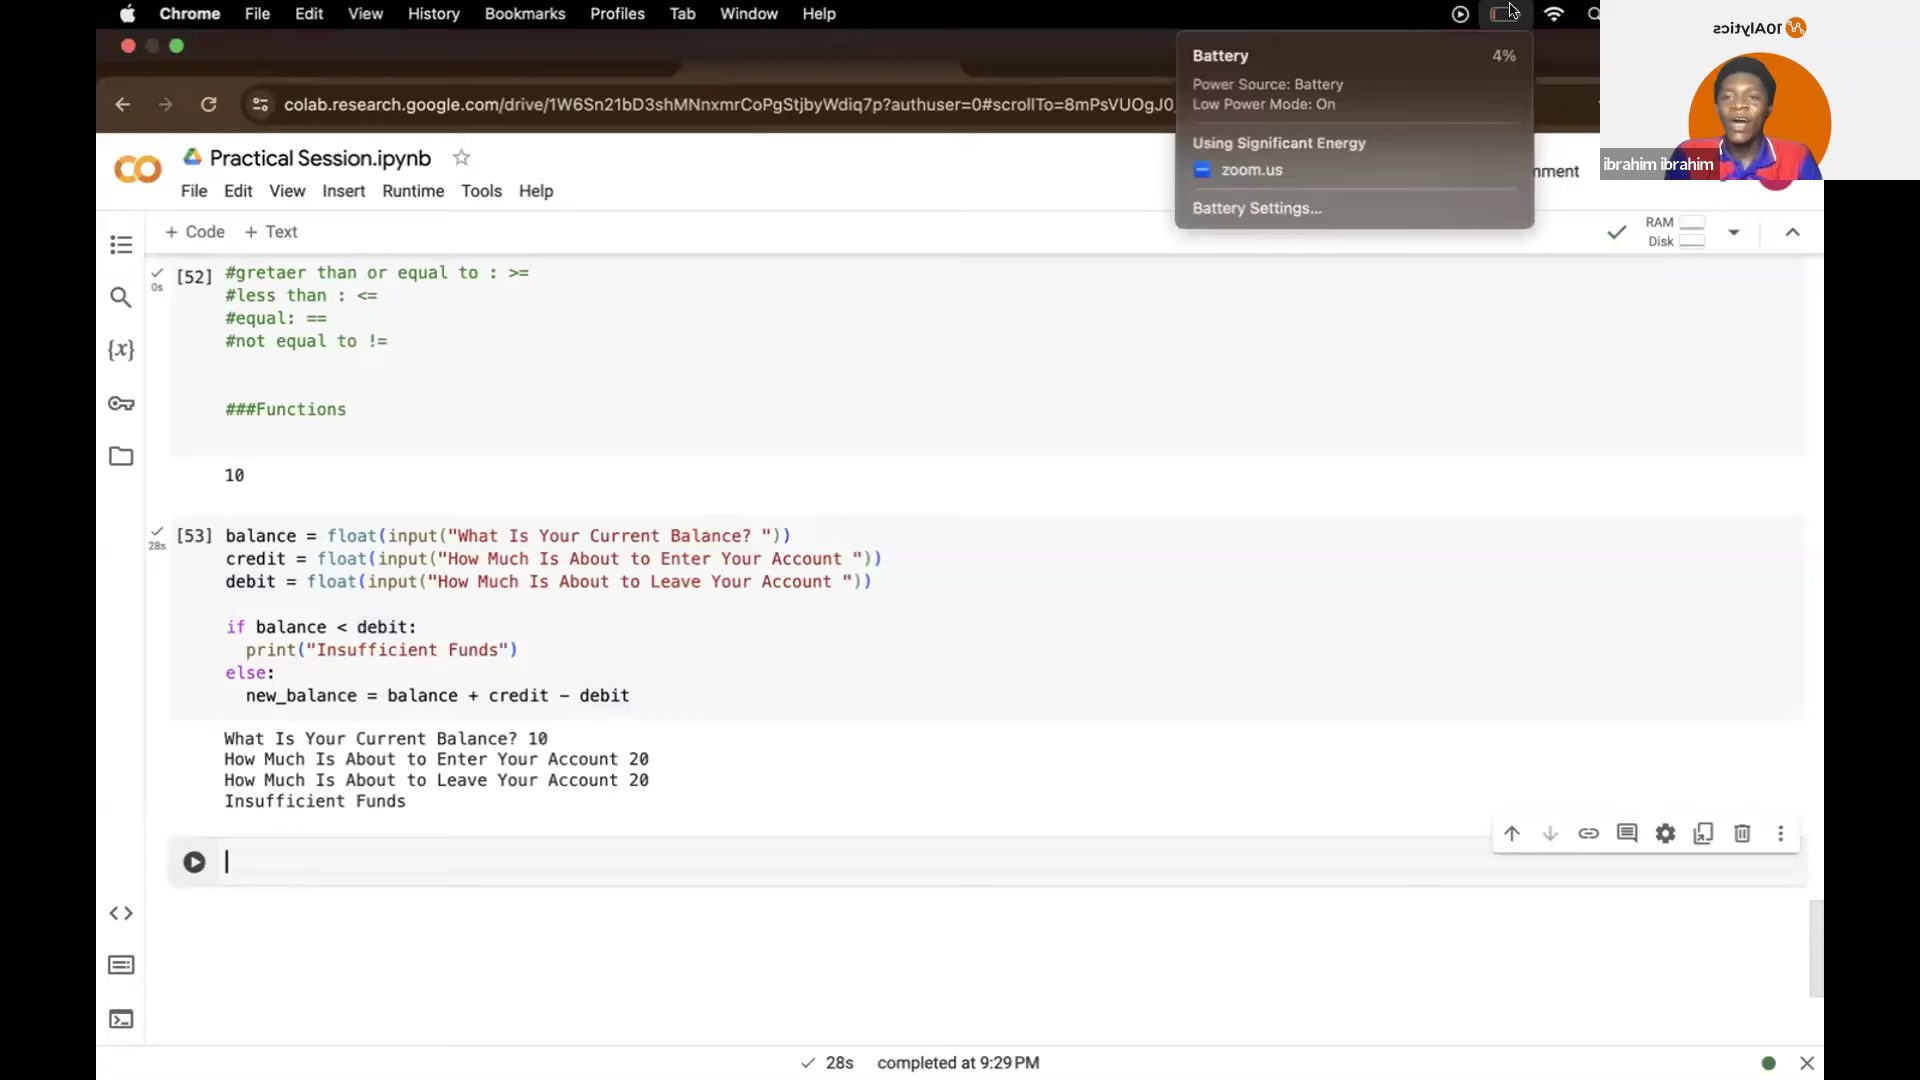 Chrome File Edit View History Bookmarks Profiles Tab Window Help
10Alytics
Battery 4%
Power Source: Battery
Low Power Mode: On
Using Significant Energy
zoom.us
Battery Settings...
ibrahim ibrahim
colab.research.google.com/drive/1W6Sn21bD3shMNnxmrCoPgStjbyWdiq7p?authuser=0#scrollTo=8mPsVUOgJ0
CO
Practical Session.ipynb
File Edit View Insert Runtime Tools Help
+ Code + Text
RAM
Disk
{x}
[52] #gretaer than or equal to : >=
#less than : <=
#equal: ==
#not equal to !=
###Functions
0s
10
[53] balance = float(input("What Is Your Current Balance? "))
28s
credit = float(input("How Much Is About to Enter Your Account "))
debit = float(input("How Much Is About to Leave Your Account "))
if balance < debit:
print("Insufficient Funds")
else:
new_balance = balance + credit - debit
What Is Your Current Balance? 10
How Much Is About to Enter Your Account 20
How Much Is About to Leave Your Account 20
Insufficient Funds
28s completed at 9:29 PM